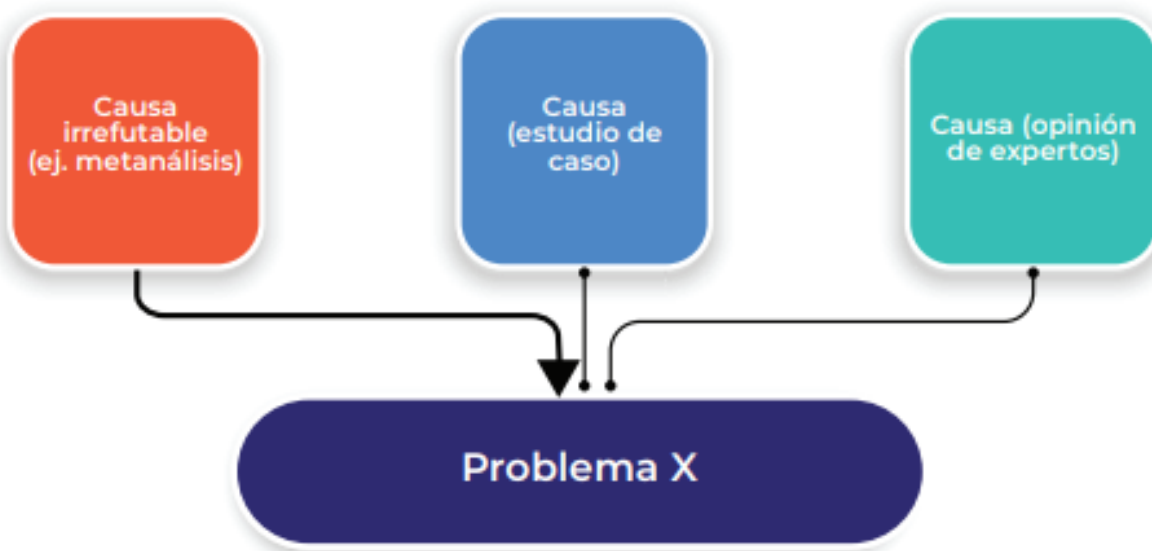 Causa
irrefutable
(ej. metanálisis)
Causa
(estudio de
caso)
Causa (opinión
de expertos)
Problema X